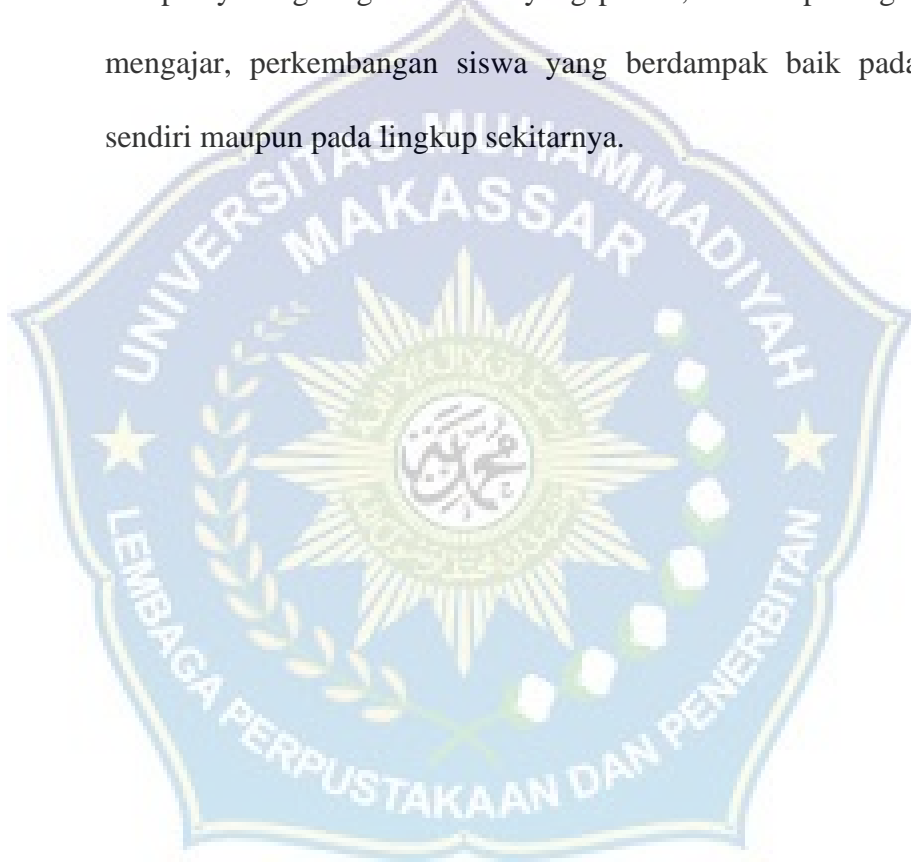 mengajar, perkembangan siswa yang berdampak baik pada
sendiri maupun pada lingkup sekitarnya.
UNIVERSITAS MUHAMMADIYAH
MAKASSAR
LEMBAGA PERPUSTAKAAN DAN PENERBITAN